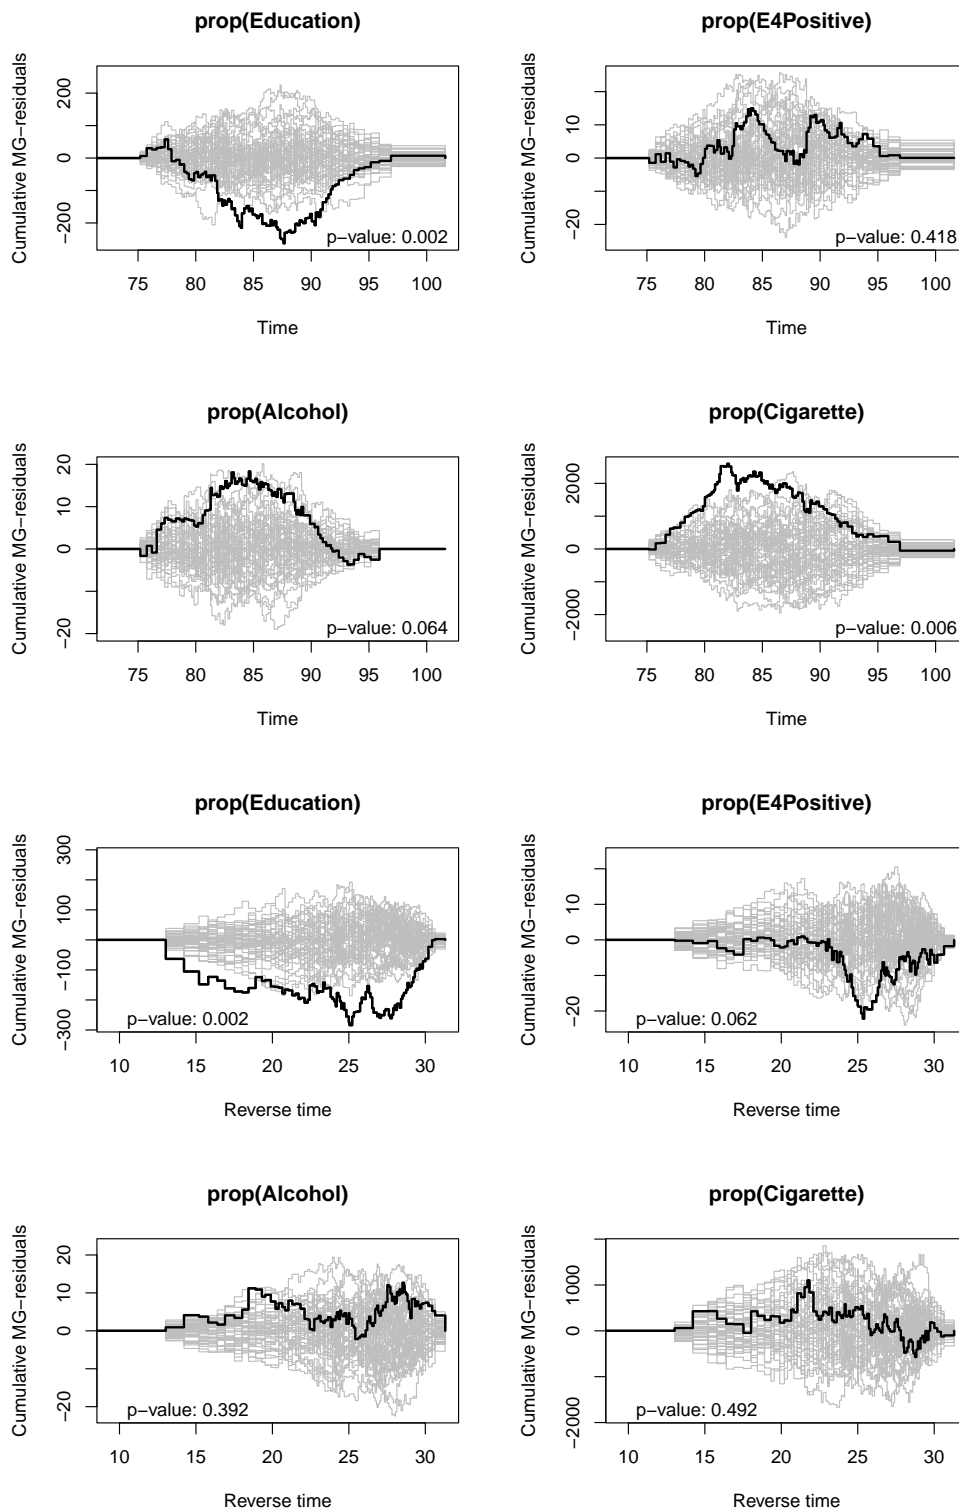 prop(Education)
Cumulative MG−residuals
200
0
−200
p−value: 0.002
75 80 85 90 95 100
Time
prop(E4Positive)
Cumulative MG−residuals
10
0
−20
p−value: 0.418
75 80 85 90 95 100
Time
prop(Alcohol)
Cumulative MG−residuals
20
10
0
−20
p−value: 0.064
75 80 85 90 95 100
Time
prop(Cigarette)
Cumulative MG−residuals
2000
0
−2000
p−value: 0.006
75 80 85 90 95 100
Time
prop(Education)
Cumulative MG−residuals
300
100
−100
−300
p−value: 0.002
10 15 20 25 30
Reverse time
prop(E4Positive)
Cumulative MG−residuals
10
0
−20
p−value: 0.062
10 15 20 25 30
Reverse time
prop(Alcohol)
Cumulative MG−residuals
20
10
0
−20
p−value: 0.392
10 15 20 25 30
Reverse time
prop(Cigarette)
Cumulative MG−residuals
1000
0
−2000
p−value: 0.492
10 15 20 25 30
Reverse time